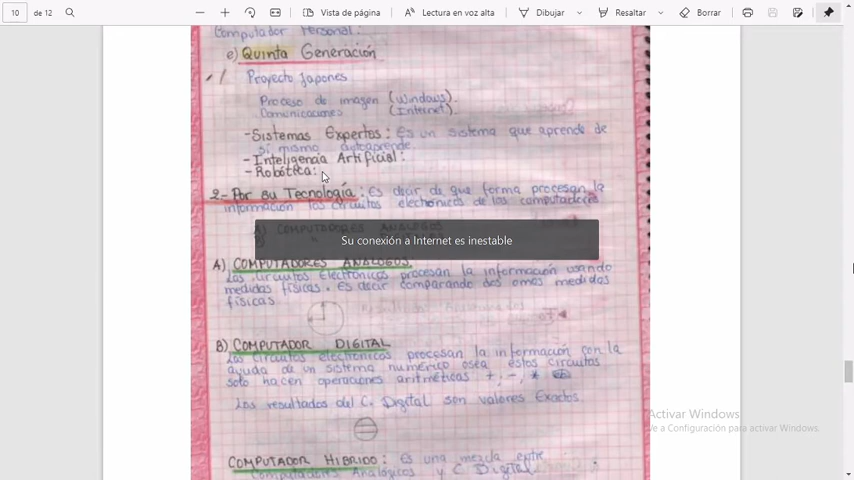 10 de 12 Vista de página Lectura en voz alta Dibujar Resaltar Borrar
Computador Personal.
e) Quinta Generación
Proyecto Japones
Proceso de imagen (Windows).
Comunicaciones (Internet).
- Sistemas Expertos: Es un sistema que aprende de
si mismo autoaprende
- Inteligencia Artificial:
- Robótica:
2.- Por su Tecnología: Es decir de que forma procesan la
información los circuitos electrónicos de los computadores
A) COMPUTADORES ANALOGOS
Su conexión a Internet es inestable
A) COMPUTADORES ANALOGOS.
Los Circuitos Electrónicos procesan la información usando
medidas físicas. Es decir comparando dos o mas medidas
físicas
B) COMPUTADOR DIGITAL
Los circuitos electrónicos procesan la información con la
ayuda de un sistema numérico osea estos circuitos
solo hacen operaciones aritméticas +, -, *
Los resultados del C. Digital son valores Exactos.
COMPUTADOR HIBRIDO: Es una mezcla entre
Computadores Analógicos y C Digital.
Activar Windows
Ve a Configuración para activar Windows.